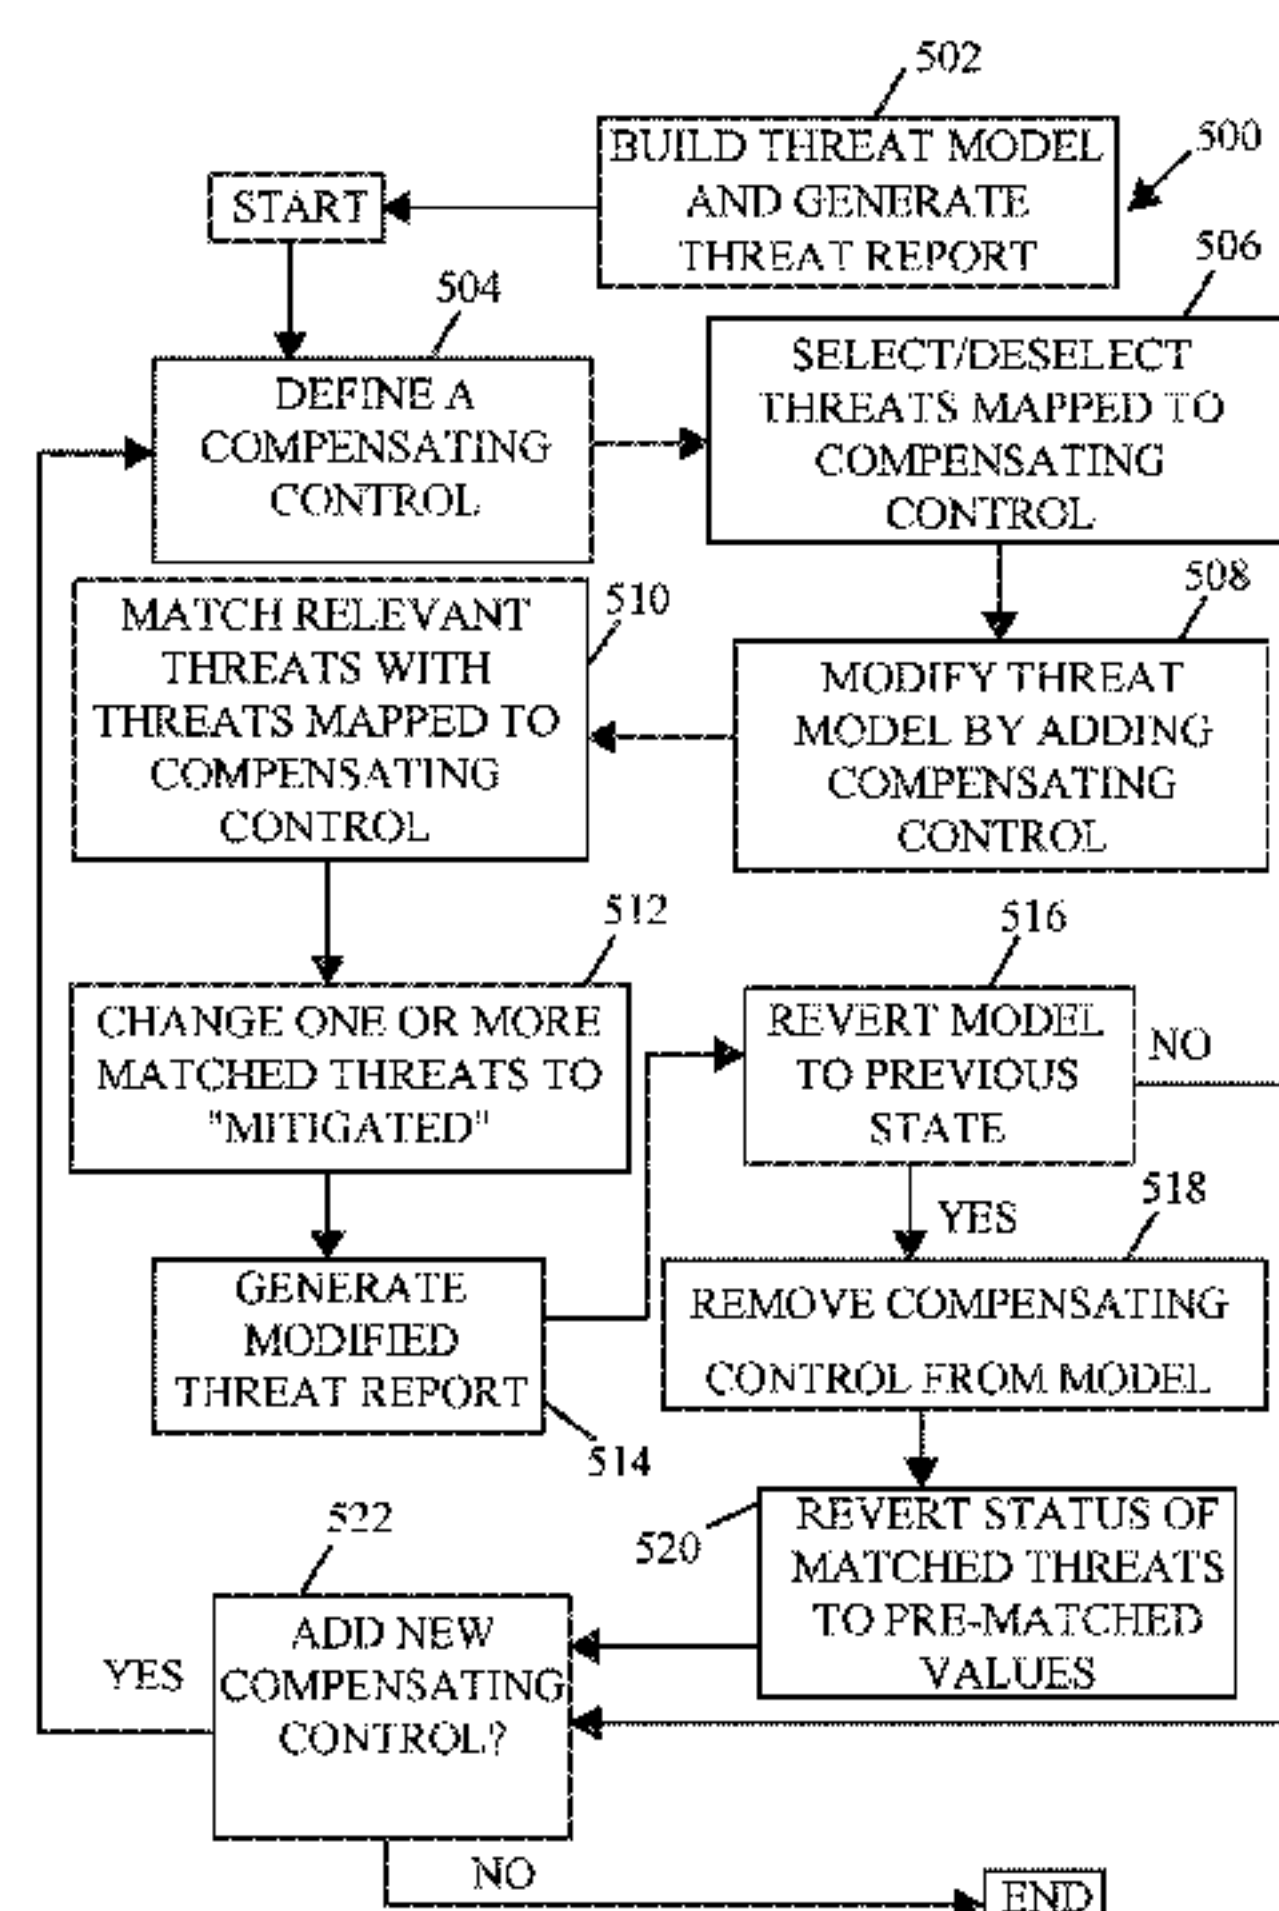 502
BUILD THREAT MODEL
AND GENERATE
THREAT REPORT
500
START
504
DEFINE A
COMPENSATING
CONTROL
506
SELECT/DESELECT
THREATS MAPPED TO
COMPENSATING
CONTROL
508
MODIFY THREAT
MODEL BY ADDING
COMPENSATING
CONTROL
510
MATCH RELEVANT
THREATS WITH
THREATS MAPPED TO
COMPENSATING
CONTROL
512
CHANGE ONE OR MORE
MATCHED THREATS TO
"MITIGATED"
GENERATE
MODIFIED
THREAT REPORT
514
516
REVERT MODEL
TO PREVIOUS
STATE
NO
YES
518
REMOVE COMPENSATING
CONTROL FROM MODEL
520
REVERT STATUS OF
MATCHED THREATS
TO PRE-MATCHED
VALUES
522
ADD NEW
COMPENSATING
CONTROL?
YES
NO
END